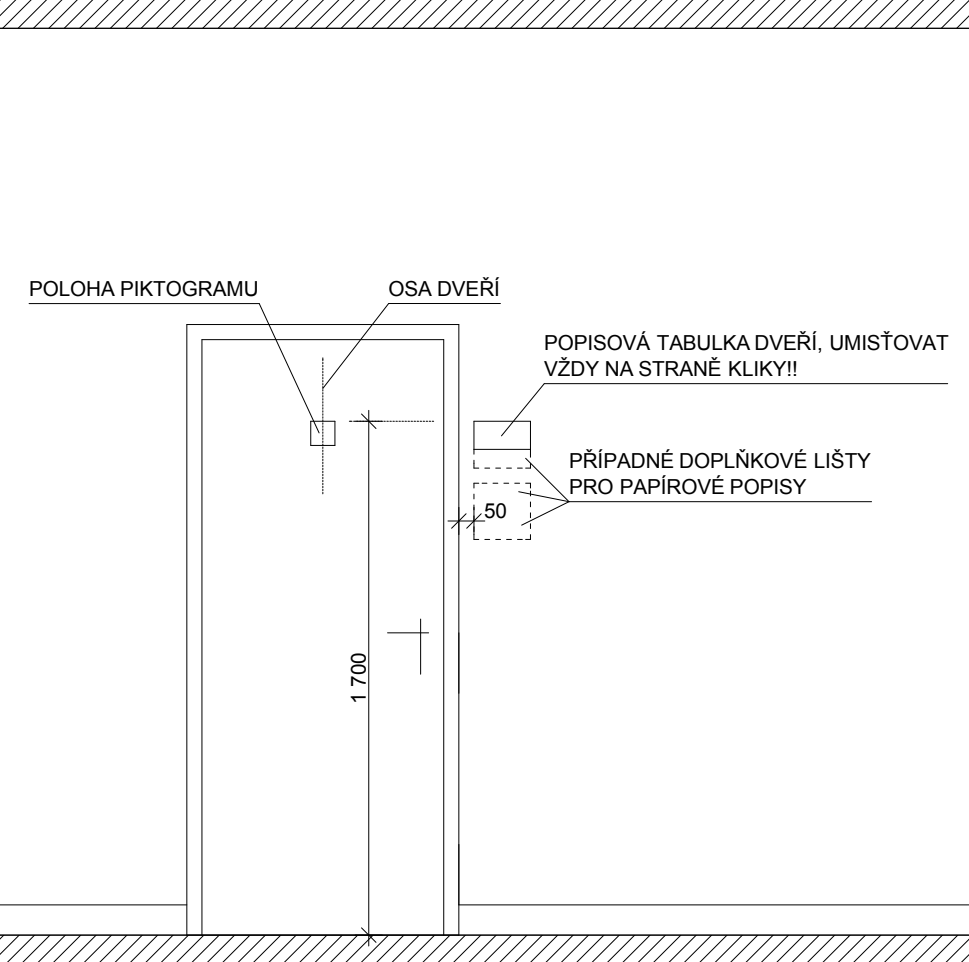 POLOHA PIKTOGRAMU
OSA DVEŘÍ
POPISOVÁ TABULKA DVEŘÍ, UMISŤOVAT
VŽDY NA STRANĚ KLIKY!!
PŘÍPADNÉ DOPLŇKOVÉ LIŠTY
PRO PAPÍROVÉ POPISY
50
1 700